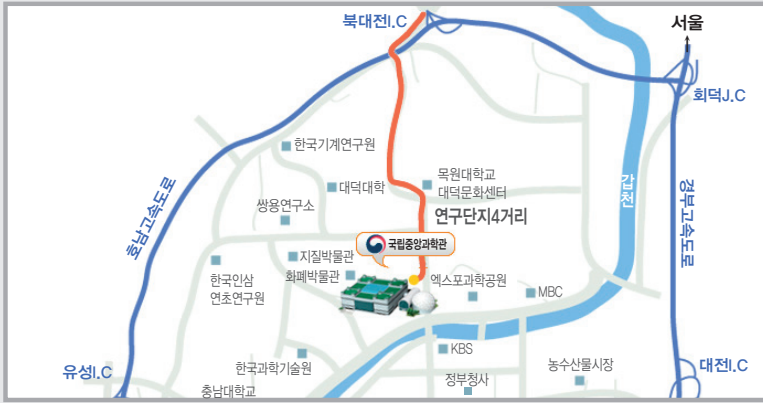 북대전I.C
서울
회덕J.C
한국기계연구원
목원대학교
대덕문화센터
대덕대학
갑천
경부고속도로
호남고속도로
쌍용연구소
연구단지4거리
국립중앙과학관
지질박물관
화폐박물관
한국인삼
연초연구원
엑스포과학공원
MBC
KBS
한국과학기술원
농수산물시장
대전I.C
유성I.C
정부청사
충남대학교